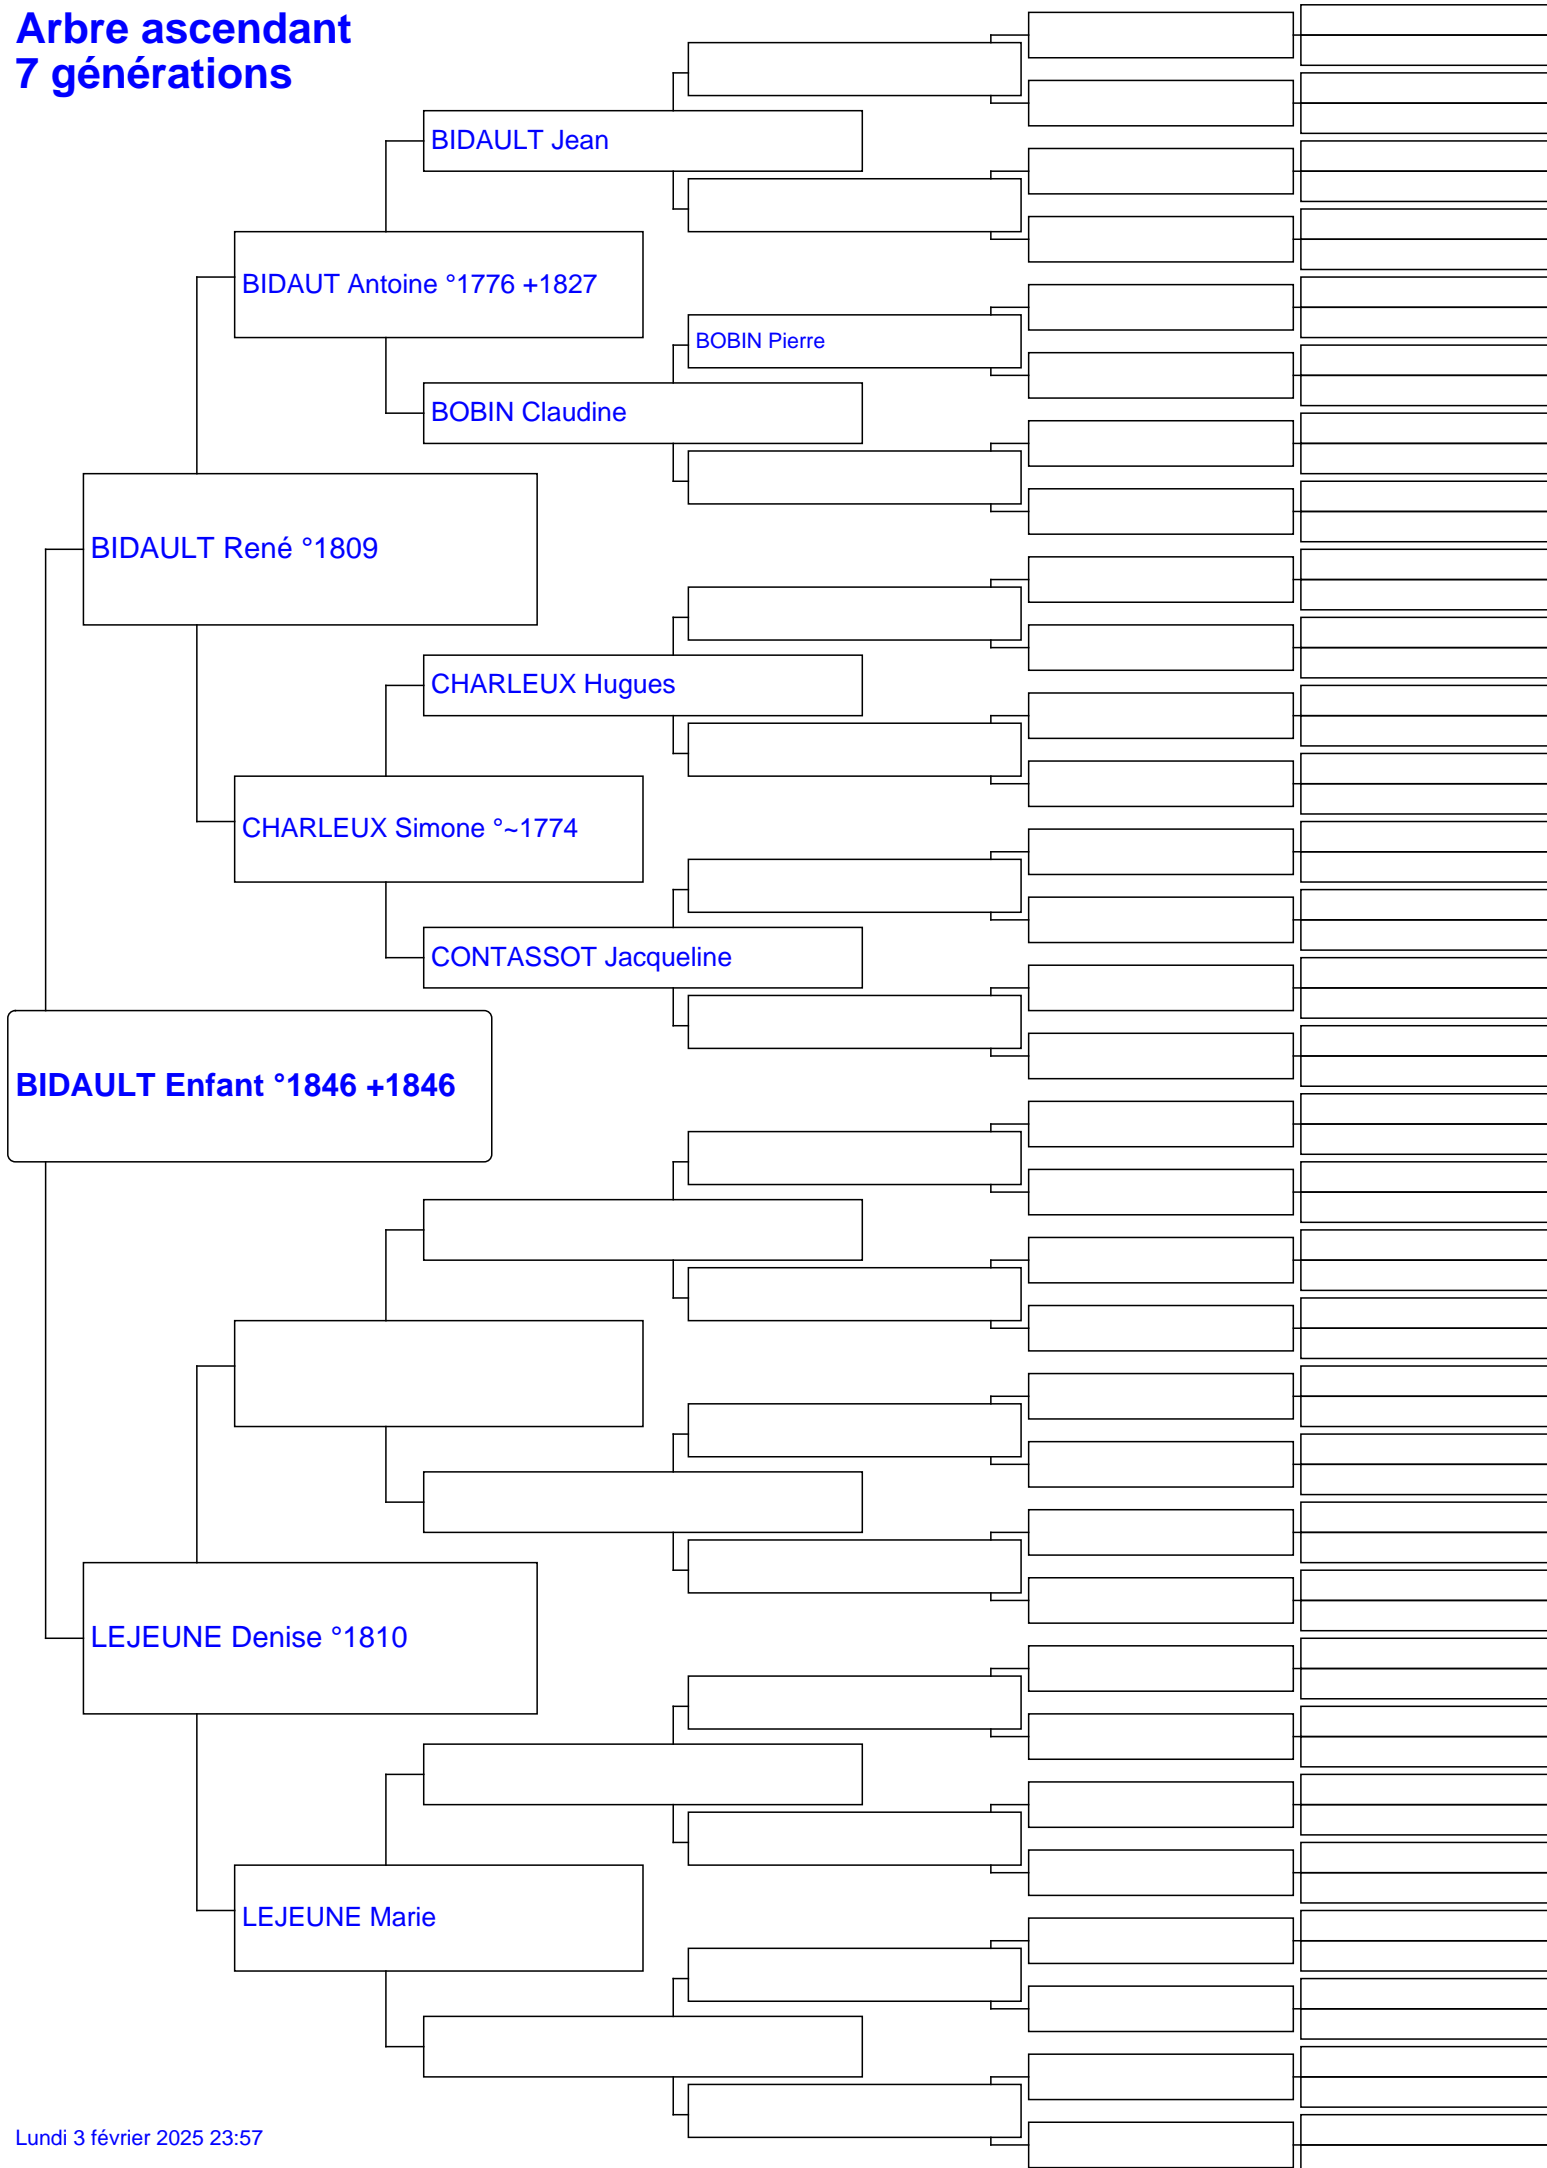 Arbre ascendant
7 générations
BIDAULT Jean
BIDAUT Antoine °1776 +1827
BOBIN Pierre
BOBIN Claudine
BIDAULT René °1809
CHARLEUX Hugues
CHARLEUX Simone °~1774
CONTASSOT Jacqueline
BIDAULT Enfant °1846 +1846
LEJEUNE Denise °1810
LEJEUNE Marie
Lundi 3 février 2025 23:57